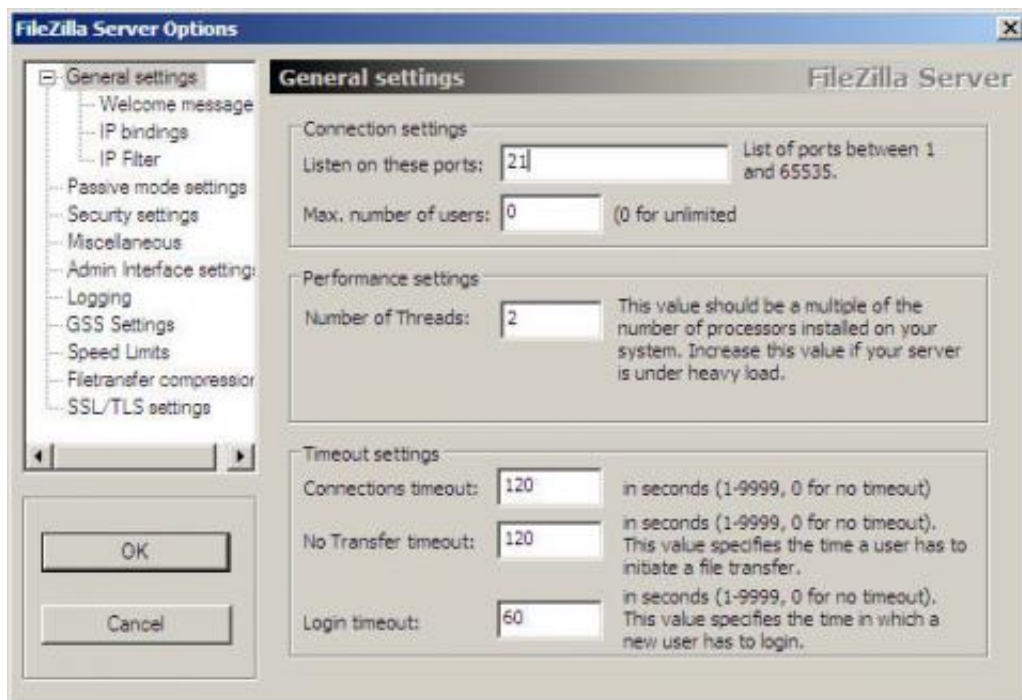 FileZilla Server Options
General settings
Welcome message
IP bindings
IP Filter
Passive mode settings
Security settings
Miscellaneous
Admin Interface setting
Logging
GSS Settings
Speed Limits
Filetransfer compression
SSL/TLS settings
OK
Cancel
General settings
FileZilla Server
Connection settings
Listen on these ports: 21
List of ports between 1
and 65535.
Max. number of users: 0 (0 for unlimited
Performance settings
Number of Threads: 2
This value should be a multiple of the
number of processors installed on your
system. Increase this value if your server
is under heavy load.
Timeout settings
Connections timeout: 120 in seconds (1-9999, 0 for no timeout)
No Transfer timeout: 120
in seconds (1-9999, 0 for no timeout).
This value specifies the time a user has to
initiate a file transfer.
Login timeout: 60
in seconds (1-9999, 0 for no timeout).
This value specifies the time in which a
new user has to login.